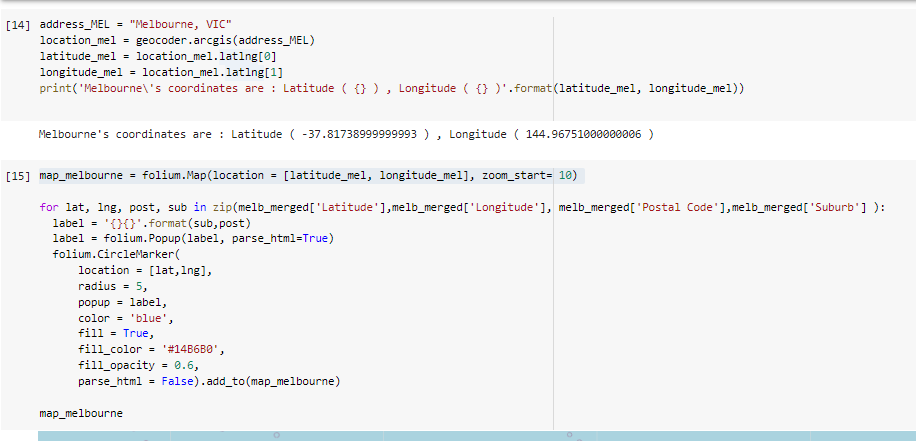 [14] address_MEL = "Melbourne, VIC"
location_mel = geocoder.arcgis(address_MEL)
latitude_mel = location_mel.latlng[0]
longitude_mel = location_mel.latlng[1]
print('Melbourne\'s coordinates are : Latitude ( {} ) , Longitude ( {} )'.format(latitude_mel, longitude_mel))
Melbourne's coordinates are : Latitude ( -37.81738999999993 ) , Longitude ( 144.96751000000006 )
[15] map_melbourne = folium.Map(location = [latitude_mel, longitude_mel], zoom_start= 10)
for lat, lng, post, sub in zip(melb_merged['Latitude'],melb_merged['Longitude'], melb_merged['Postal Code'],melb_merged['Suburb'] ):
label = '{}{}'.format(sub,post)
label = folium.Popup(label, parse_html=True)
folium.CircleMarker(
location = [lat,lng],
radius = 5,
popup = label,
color = 'blue',
fill = True,
fill_color = '#14B6B0',
fill_opacity = 0.6,
parse_html = False).add_to(map_melbourne)
map_melbourne